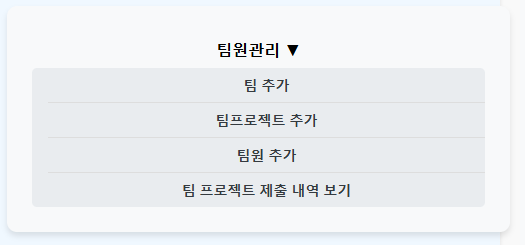 팀원관리 ▼
팀 추가
팀프로젝트 추가
팀원 추가
팀 프로젝트 제출 내역 보기